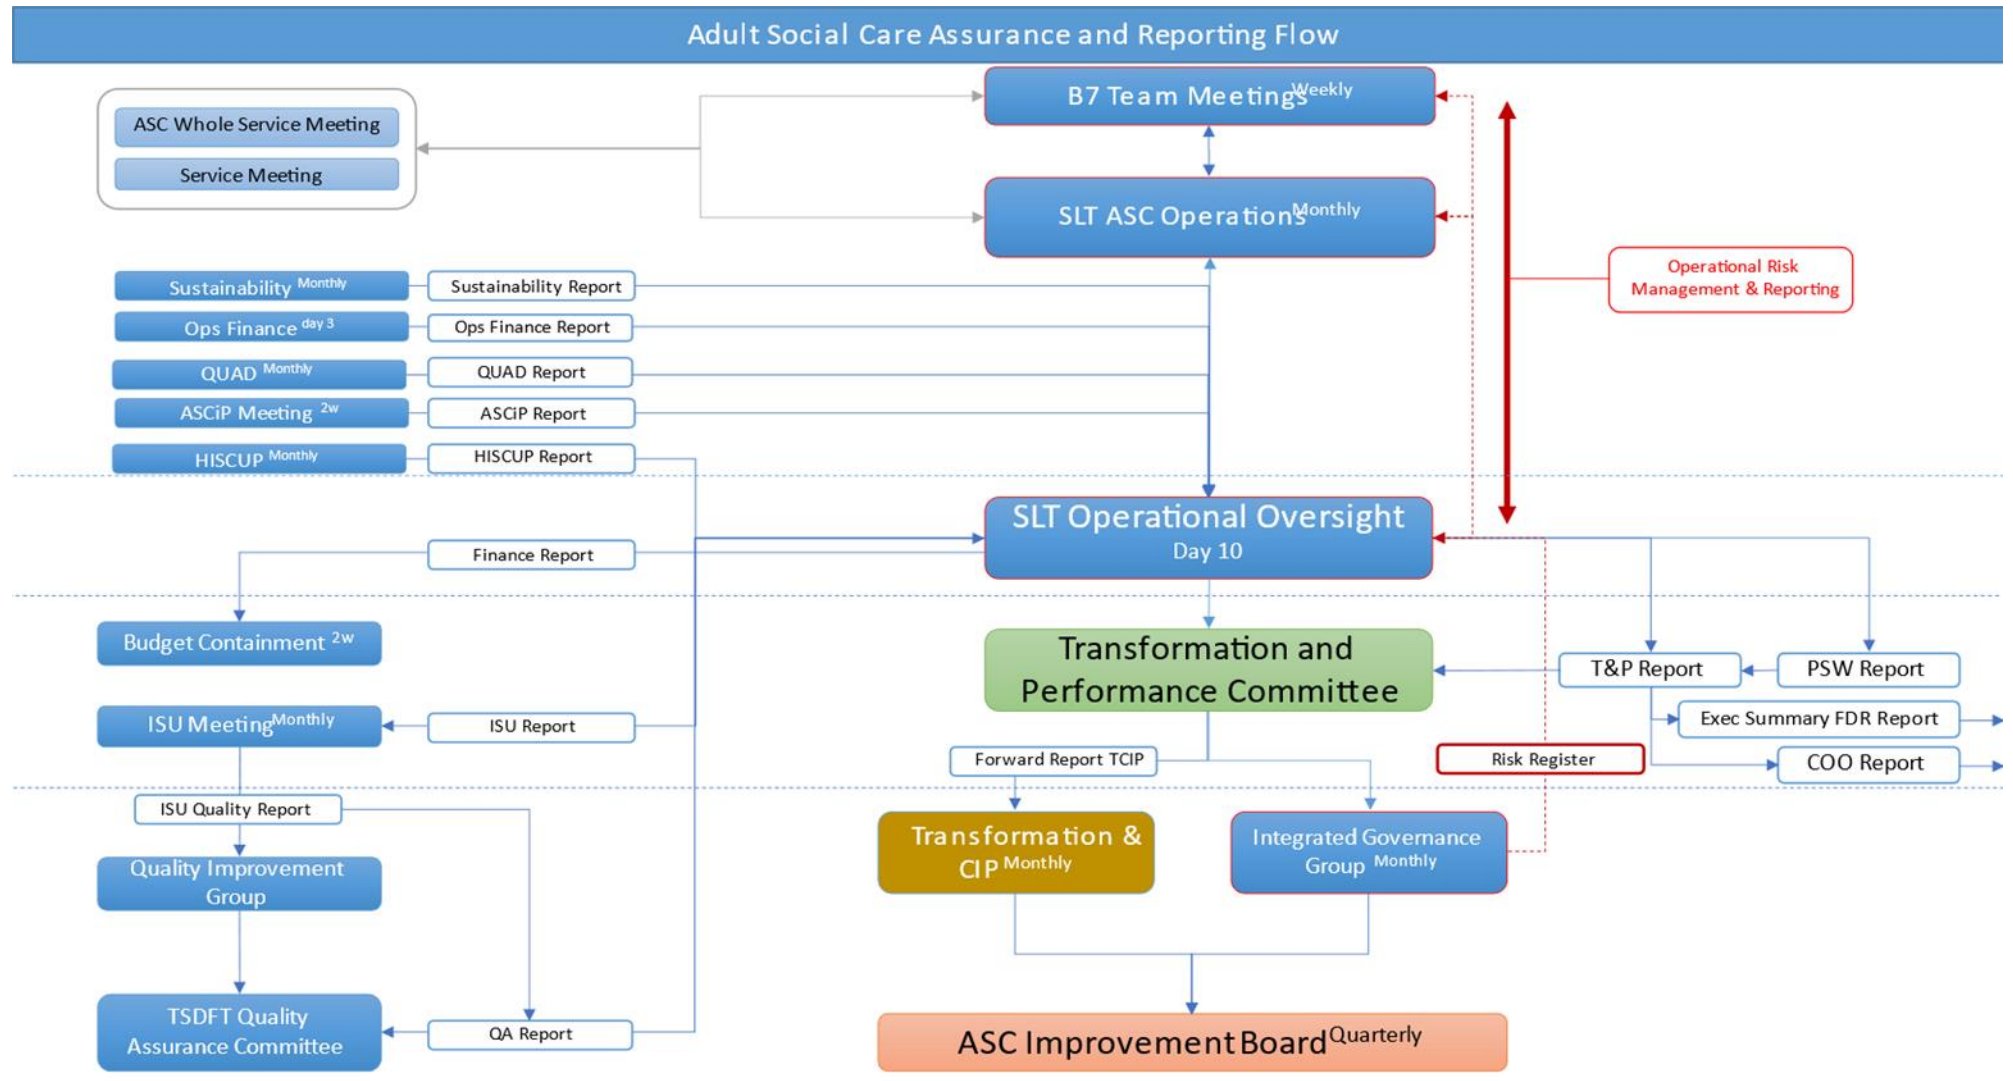 Adult Social Care Assurance and Reporting Flow
B7 Team Meetings Weekly
ASC Whole Service Meeting
Service Meeting
SLT ASC Operations Monthly
Operational Risk
Management & Reporting
Sustainability Monthly
Sustainability Report
Ops Finance day 3
Ops Finance Report
QUAD Monthly
QUAD Report
ASCiP Meeting 2w
ASCiP Report
HISCUP Monthly
HISCUP Report
SLT Operational Oversight
Day 10
Finance Report
Budget Containment 2w
Transformation and
Performance Committee
T&P Report
PSW Report
ISU Meeting Monthly
ISU Report
Exec Summary FDR Report
Forward Report TCIP
Risk Register
COO Report
ISU Quality Report
Transformation &
CIP Monthly
Integrated Governance
Group Monthly
Quality Improvement
Group
TSDFT Quality
Assurance Committee
QA Report
ASC Improvement Board Quarterly